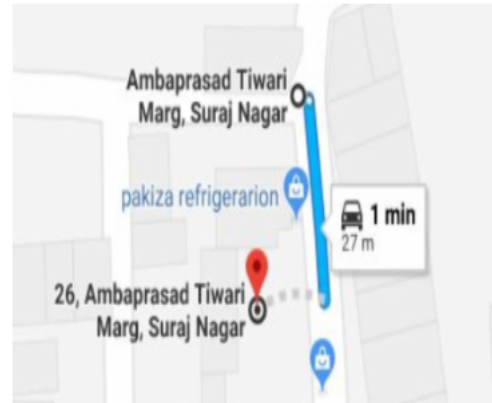 Ambaprasad Tiwari
Marg, Suraj Nagar
pakiza refrigerarion
1 min
27 m
26, Ambaprasad Tiwari
Marg, Suraj Nagar